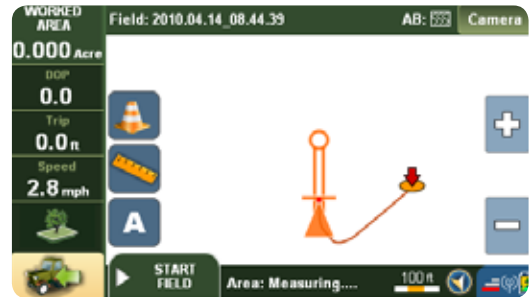 WORKED
AREA
0.000 Acre
DOP
0.0
Trip
0.0 ft
Speed
2.8 mph
Field: 2010.04.14_08.44.39
AB:
Camera
A
START
FIELD
Area: Measuring....
100 ft